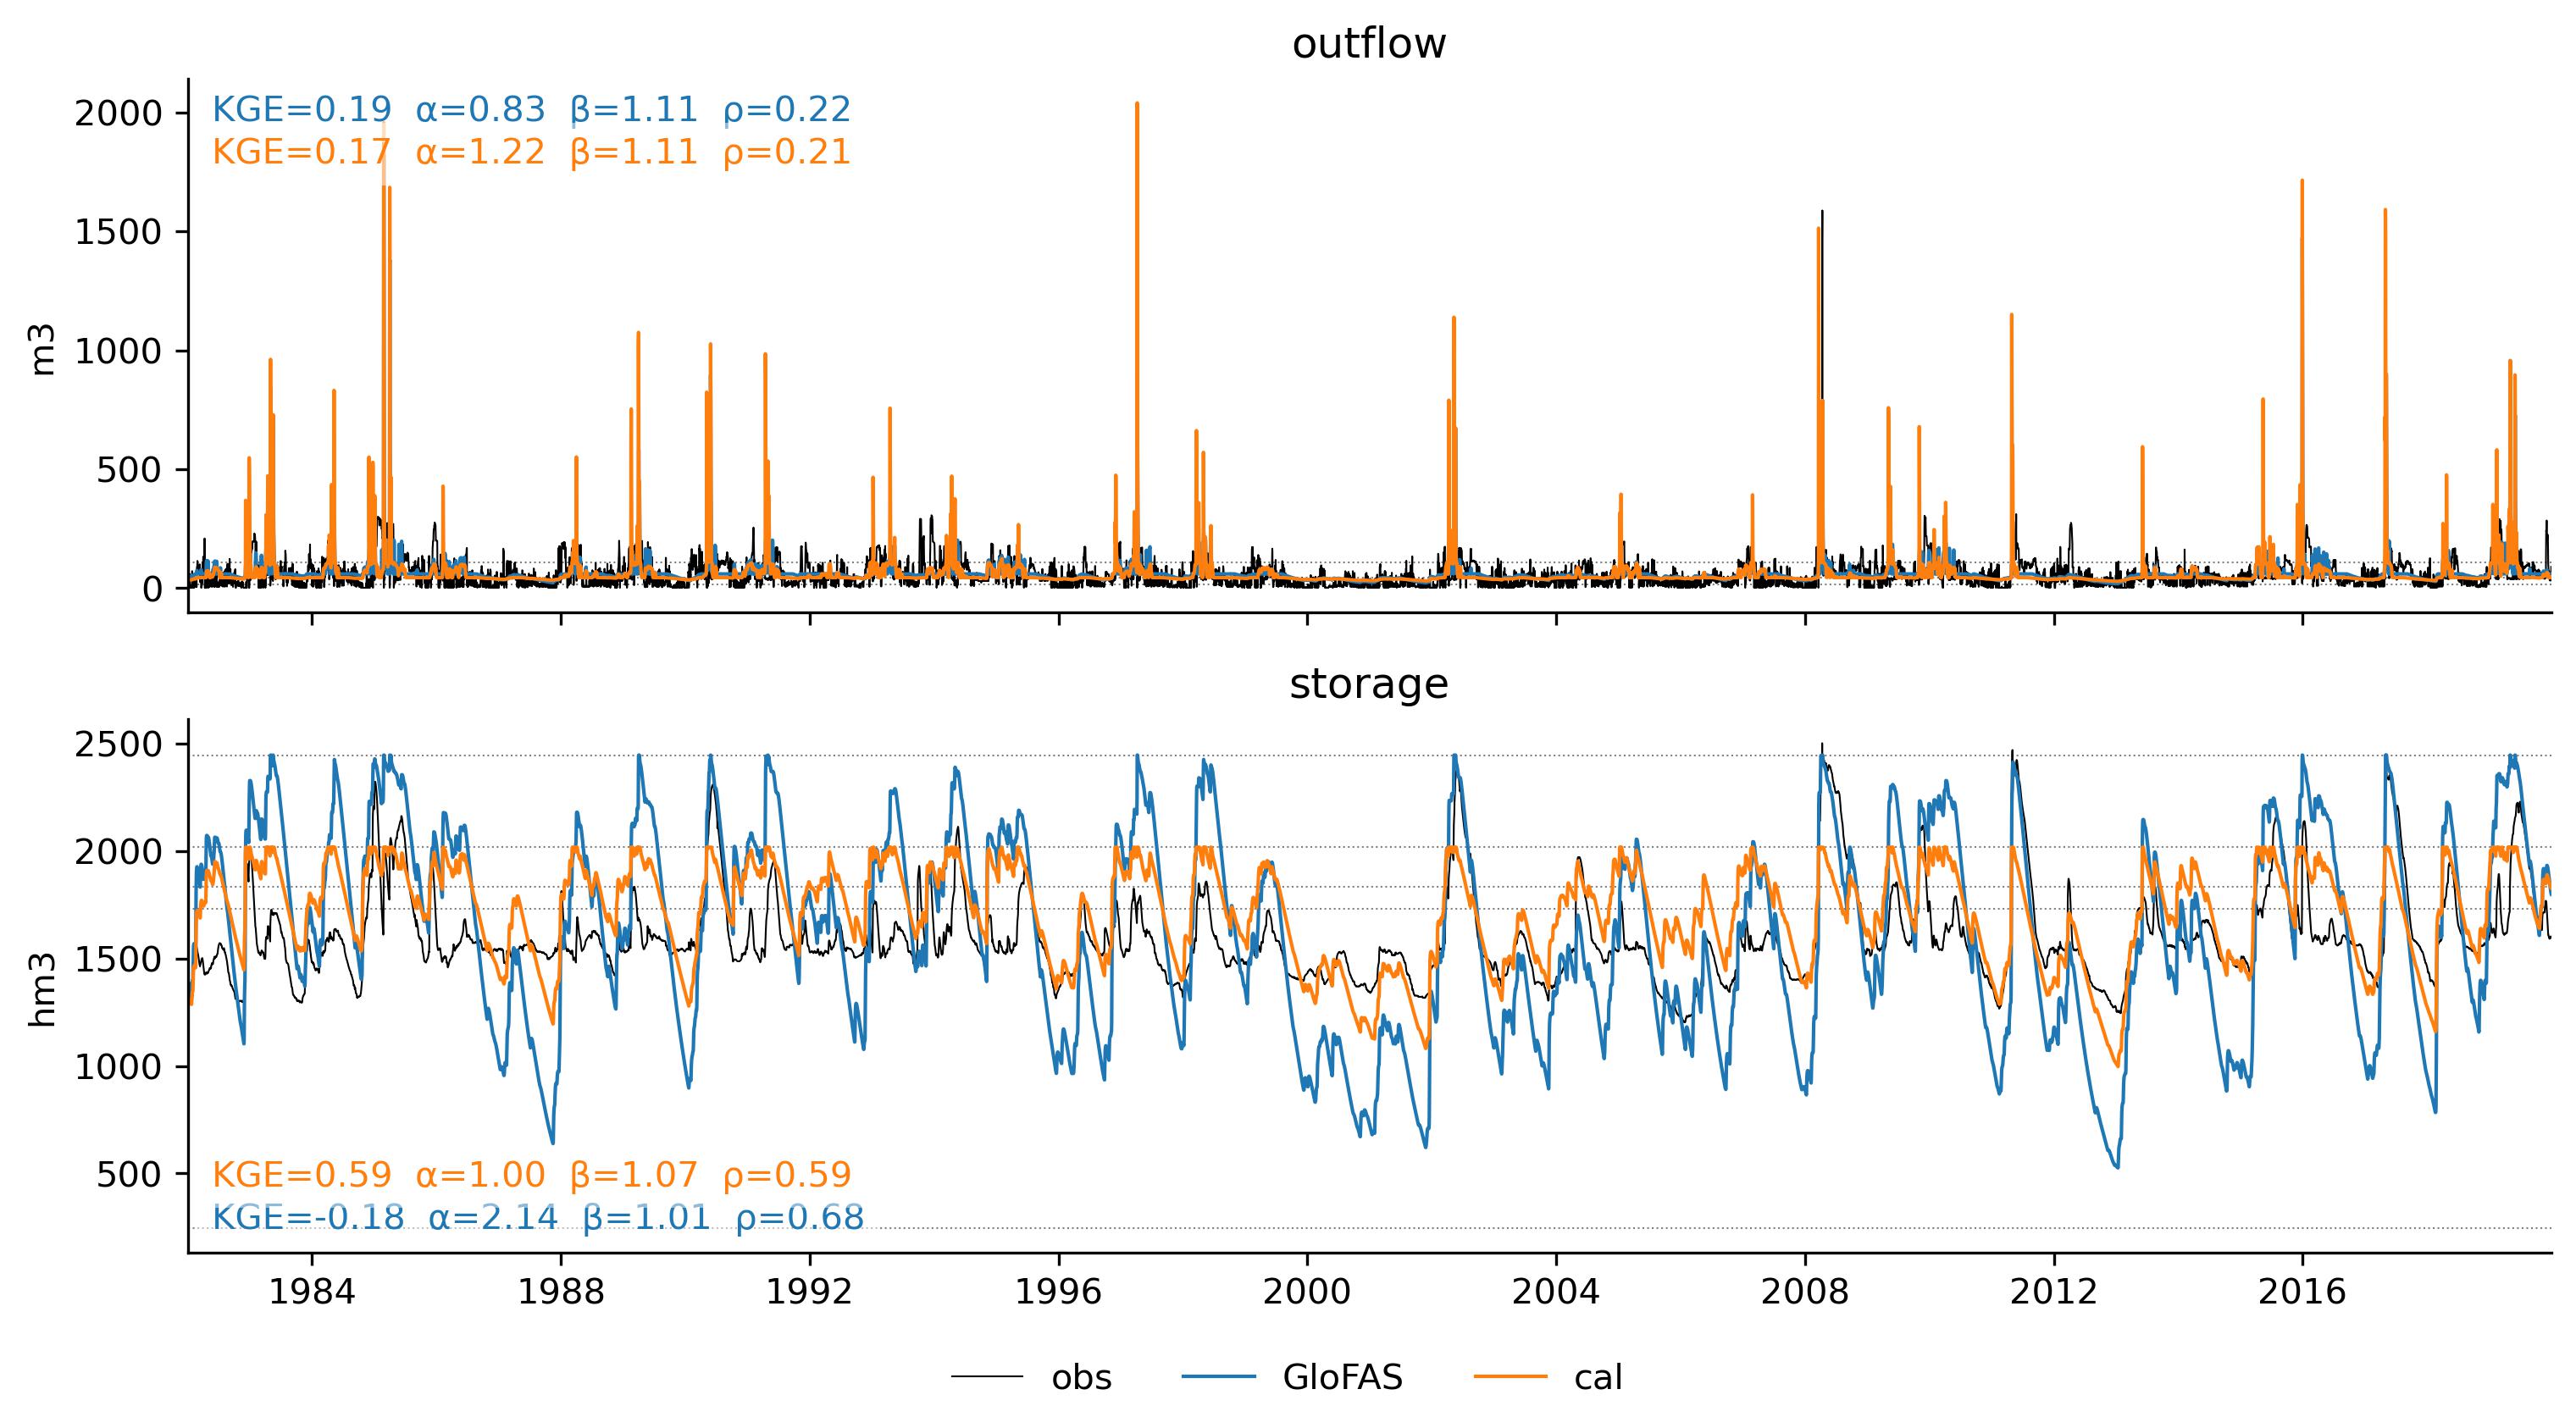 outflow
2000
1500
1000
500
0
m3
KGE=0.19 α=0.83 β=1.11 ρ=0.22
KGE=0.17 α=1.22 β=1.11 ρ=0.21
storage
2500
2000
1500
1000
500
hm3
KGE=0.59 α=1.00 β=1.07 ρ=0.59
KGE=-0.18 α=2.14 β=1.01 ρ=0.68
1984 1988 1992 1996 2000 2004 2008 2012 2016
obs GloFAS cal